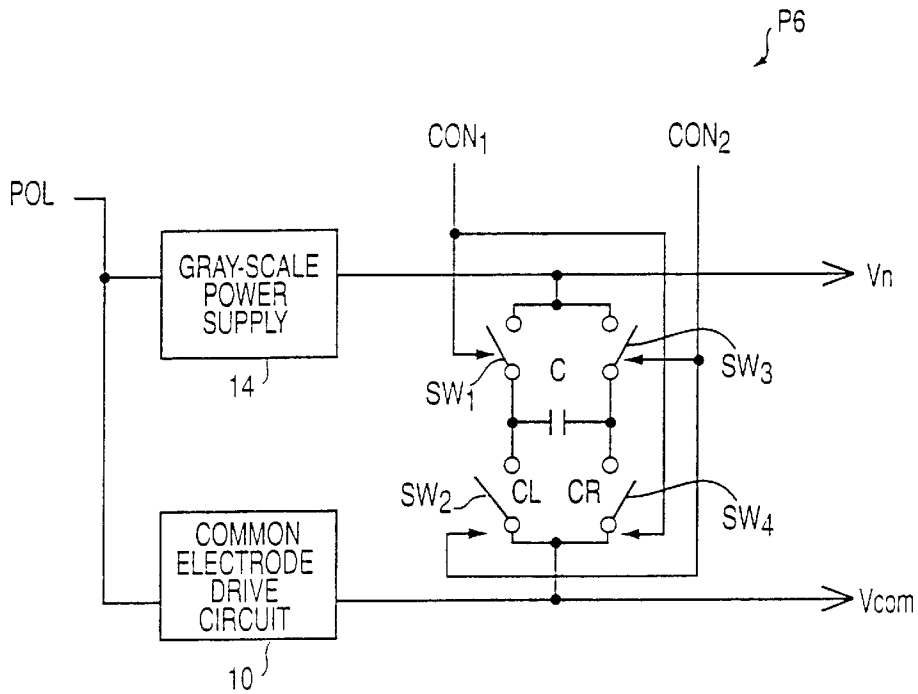 P6
CON1
CON2
POL
GRAY-SCALE
POWER
SUPPLY
14
Vn
SW1
C
SW3
SW2
CL
CR
SW4
COMMON
ELECTRODE
DRIVE
CIRCUIT
10
Vcom